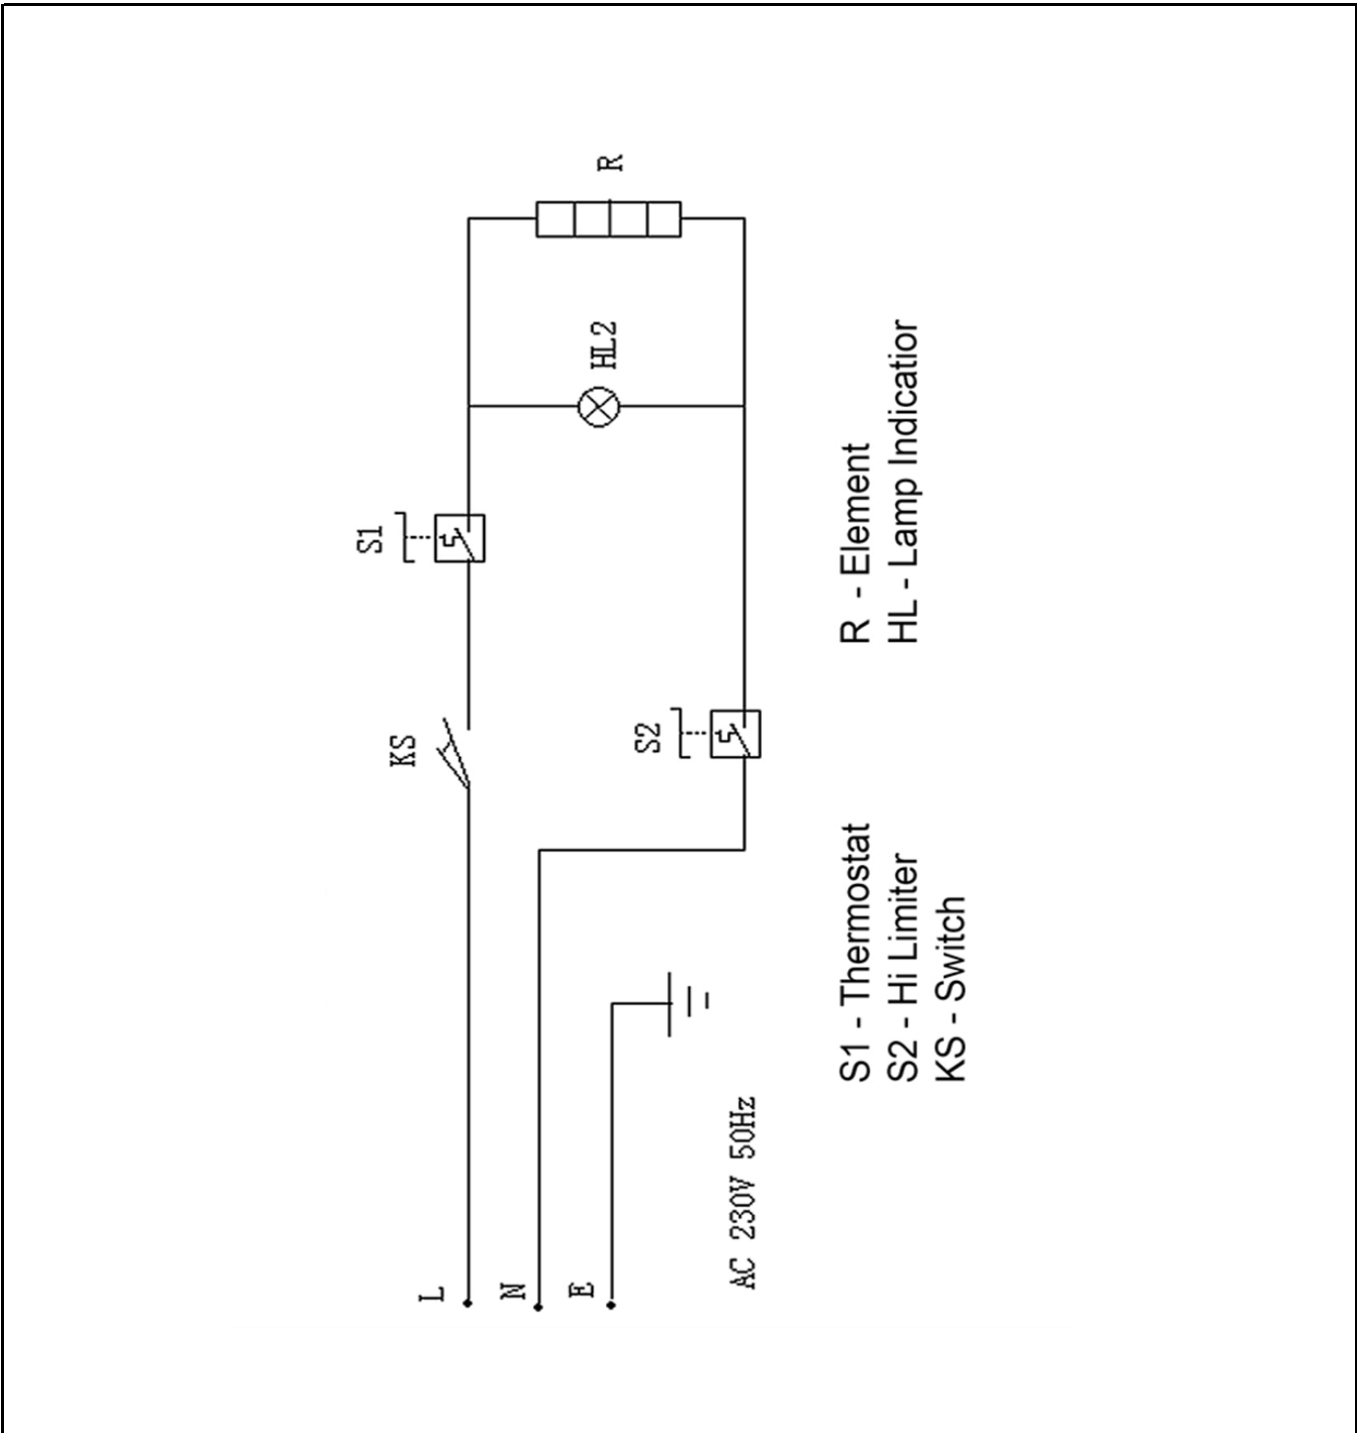 L
N
E
AC 230V 50Hz
KS
S1
S2
HL2
R
S1 - Thermostat
S2 - Hi Limiter
KS - Switch
R - Element
HL - Lamp Indicatior